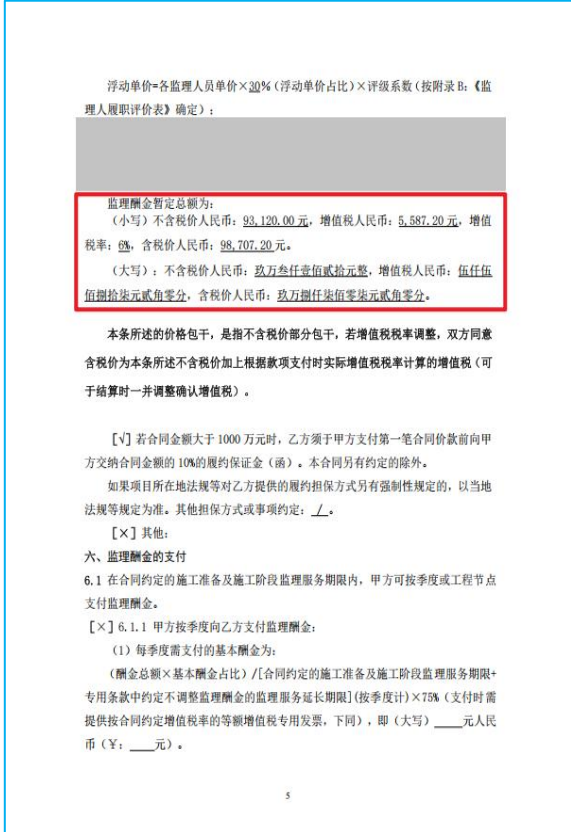 浮动单价=各监理人员单价×30%(浮动单价占比)×评级系数(按附录B:《监
理人履职评价表》确定):
监理酬金暂定总额为:
(小写)不含税价人民币:93,120.00 元,增值税人民币:5,587.20 元,增值
税率:6%,含税价人民币:98,707.20 元。
(大写):不含税价人民币:玖万叁仟壹佰贰拾元整,增值税人民币:伍仟伍
佰捌拾柒元贰角零分,含税价人民币:玖万捌仟柒佰零柒元贰角零分。
本条所述的价格包干,是指不含税价部分包干,若增值税税率调整,双方同意
含税价为本条所述不含税价加上根据款项支付时实际增值税税率计算的增值税(可
于结算时一并调整确认增值税)。
[√]若合同金额大于 1000 万元时,乙方须于甲方支付第一笔合同价款前向甲
方交纳合同金额的 10%的履约保证金(函)。本合同另有约定的除外。
如果项目所在地法规等对乙方提供的履约担保方式另有强制性规定的,以当地
法规等规定为准。其他担保方式或事项约定: / 。
[×]其他:
六、监理酬金的支付
6.1 在合同约定的施工准备及施工阶段监理服务期限内,甲方可按季度或工程节点
支付监理酬金。
[×]6.1.1 甲方按季度向乙方支付监理酬金:
(1)每季度需支付的基本酬金为:
(酬金总额×基本酬金占比)/[合同约定的施工准备及施工阶段监理服务期限+
专用条款中约定不调整监理酬金的监理服务延长期限](按季度计)×75%(支付时需
提供按合同约定增值税率的等额增值税专用发票,下同),即(大写)____元人民
币(¥:____元)。
5